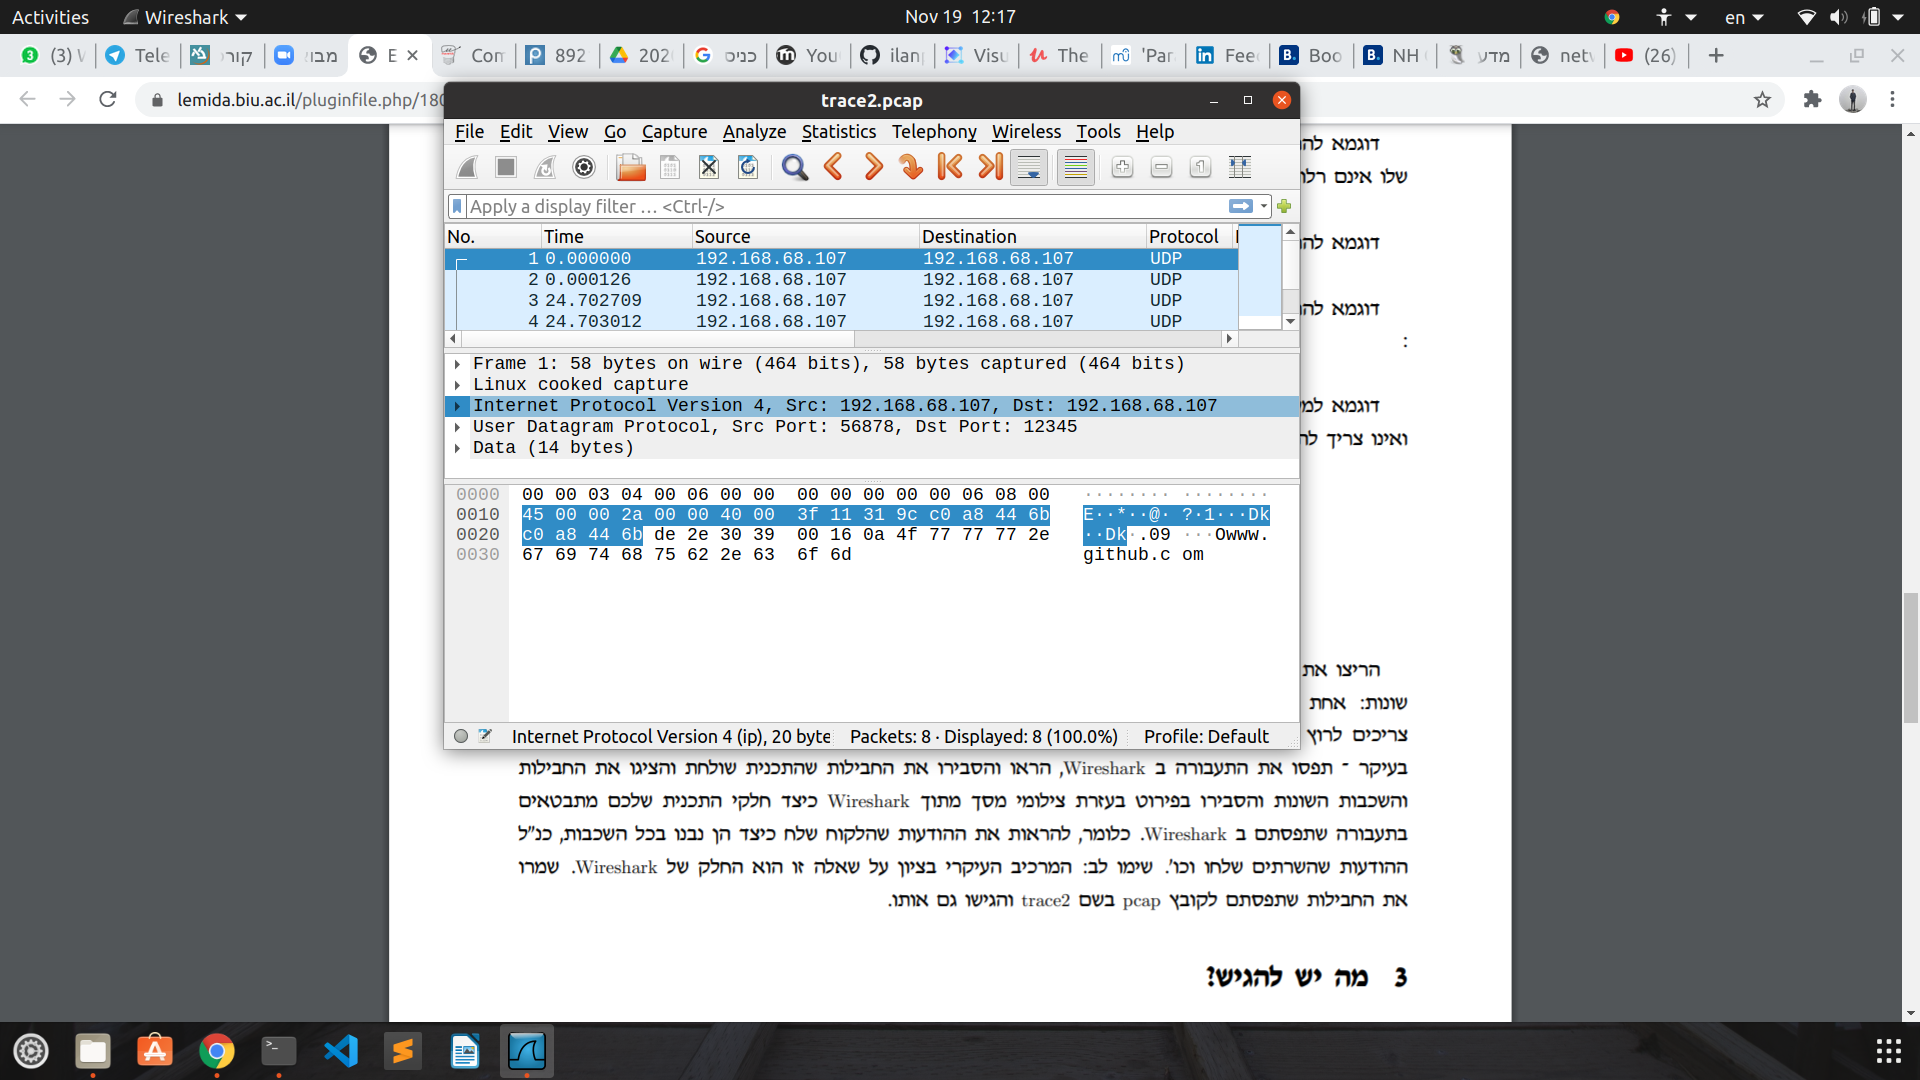 Activities Wireshark Nov 19 12:17 en
(3) Tele קורס מבוי E Com 892 202 כניס You ilan Visu The 'Par Feed Boo NH מדע netv (26)
lemida.biu.ac.il/pluginfile.php/180
trace2.pcap
File Edit View Go Capture Analyze Statistics Telephony Wireless Tools Help
Apply a display filter … <Ctrl-/>
No. Time Source Destination Protocol
1 0.000000 192.168.68.107 192.168.68.107 UDP
2 0.000126 192.168.68.107 192.168.68.107 UDP
3 24.702709 192.168.68.107 192.168.68.107 UDP
4 24.703012 192.168.68.107 192.168.68.107 UDP
Frame 1: 58 bytes on wire (464 bits), 58 bytes captured (464 bits)
Linux cooked capture
Internet Protocol Version 4, Src: 192.168.68.107, Dst: 192.168.68.107
User Datagram Protocol, Src Port: 56878, Dst Port: 12345
Data (14 bytes)
0000 00 00 03 04 00 06 00 00 00 00 00 00 00 06 08 00 ········ ········
0010 45 00 00 2a 00 00 40 00 3f 11 31 9c c0 a8 44 6b E··*··@· ?·1···Dk
0020 c0 a8 44 6b de 2e 30 39 00 16 0a 4f 77 77 77 2e ··Dk·.09 ···Owww.
0030 67 69 74 68 75 62 2e 63 6f 6d github.c om
Internet Protocol Version 4 (ip), 20 byte Packets: 8 · Displayed: 8 (100.0%) Profile: Default
דוגמא
שלו אינם
דוגמא
דוגמא
:
דוגמא
ואינו צריך
הריצו את
שונות: אחת
צריכים לרוץ
בעיקר - תפסו את התעבורה ב Wireshark, הראו והסבירו את החבילות שהתכנית שולחת והציגו את החבילות
והשכבות השונות והסבירו בפירוט בעזרת צילומי מסך מתוך Wireshark כיצד חלקי התכנית שלכם מתבטאים
בתעבורה שתפסתם ב Wireshark. כלומר, להראות את ההודעות שהלקוח שלח כיצד הן נבנו בכל השכבות, כנ"ל
ההודעות שהשרתים שלחו וכו'. שימו לב: המרכיב העיקרי בציון על שאלה זו הוא החלק של Wireshark. שמרו
את החבילות שתפסתם לקובץ pcap בשם trace2 והגישו גם אותו.
3 מה יש להגיש?